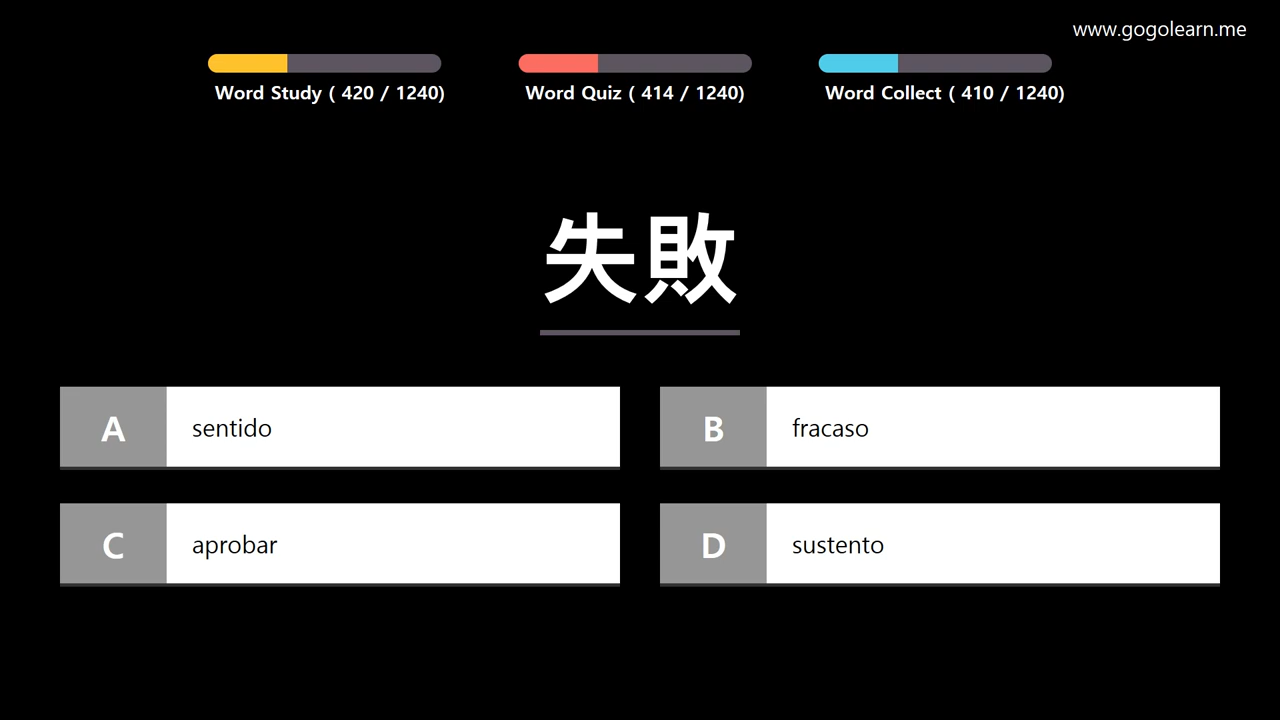 www.gogolearn.me
Word Study ( 420 / 1240)
Word Quiz ( 414 / 1240)
Word Collect ( 410 / 1240)
失敗
A sentido
B fracaso
C aprobar
D sustento